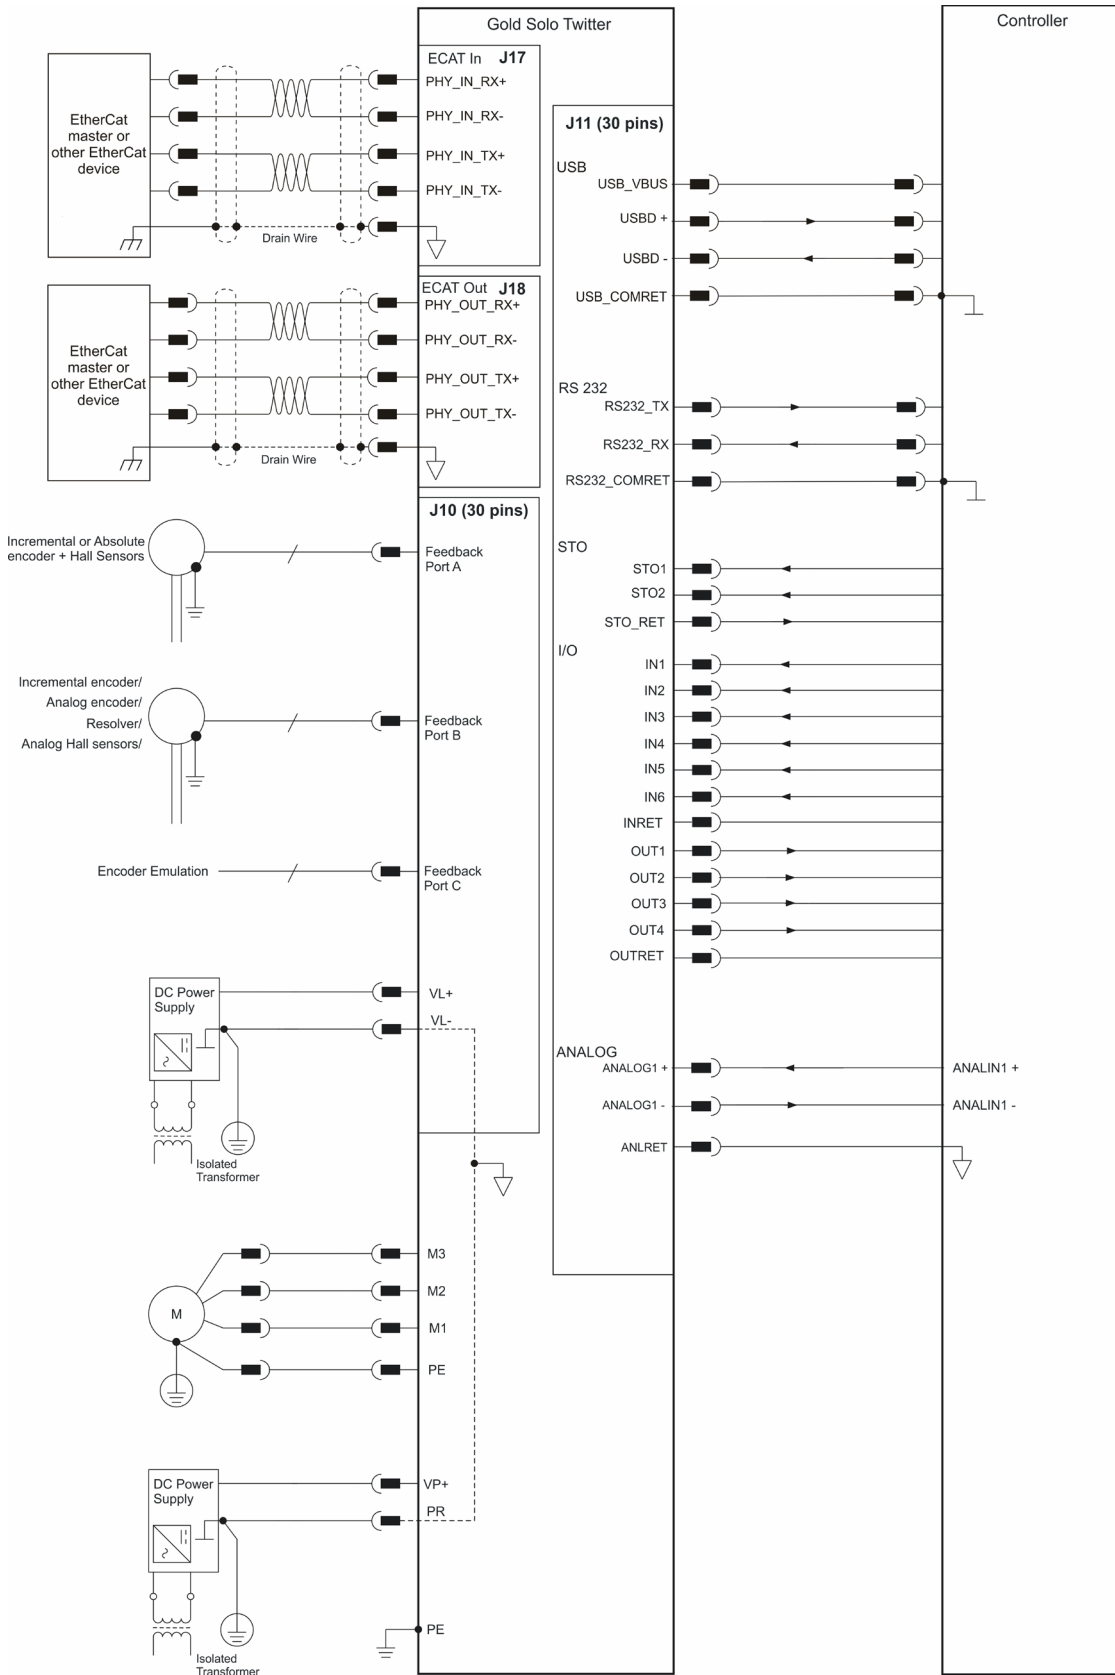 Gold Solo Twitter
Controller
ECAT In J17
PHY_IN_RX+
PHY_IN_RX-
PHY_IN_TX+
PHY_IN_TX-
EtherCat
master or
other EtherCat
device
Drain Wire
ECAT Out J18
PHY_OUT_RX+
PHY_OUT_RX-
PHY_OUT_TX+
PHY_OUT_TX-
EtherCat
master or
other EtherCat
device
Drain Wire
J10 (30 pins)
Incremental or Absolute
encoder + Hall Sensors
Feedback
Port A
Incremental encoder/
Analog encoder/
Resolver/
Analog Hall sensors/
Feedback
Port B
Encoder Emulation
Feedback
Port C
DC Power
Supply
VL+
VL-
Isolated
Transformer
M
M3
M2
M1
PE
DC Power
Supply
VP+
PR
Isolated
Transformer
PE
J11 (30 pins)
USB
USB_VBUS
USBD +
USBD -
USB_COMRET
RS 232
RS232_TX
RS232_RX
RS232_COMRET
STO
STO1
STO2
STO_RET
I/O
IN1
IN2
IN3
IN4
IN5
IN6
INRET
OUT1
OUT2
OUT3
OUT4
OUTRET
ANALOG
ANALOG1 +
ANALIN1 +
ANALOG1 -
ANALIN1 -
ANLRET